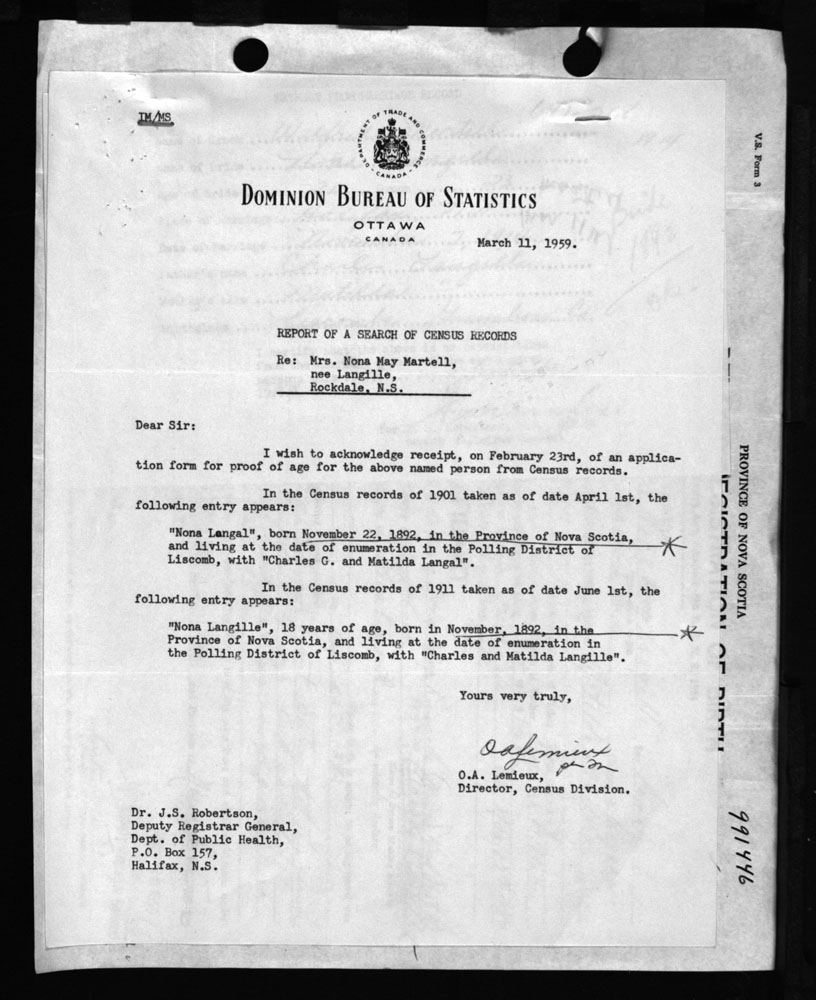 IM/MS
DEPARTMENT OF TRADE AND COMMERCE
CANADA
DOMINION BUREAU OF STATISTICS
OTTAWA
CANADA
March 11, 1959.
REPORT OF A SEARCH OF CENSUS RECORDS
Re: Mrs. Nona May Martell,
nee Langille,
Rockdale, N.S.
Dear Sir:
I wish to acknowledge receipt, on February 23rd, of an applica-
tion form for proof of age for the above named person from Census records.
In the Census records of 1901 taken as of date April 1st, the
following entry appears:
"Nona Langal", born November 22, 1892, in the Province of Nova Scotia,
and living at the date of enumeration in the Polling District of
Liscomb, with "Charles G. and Matilda Langal".
In the Census records of 1911 taken as of date June 1st, the
following entry appears:
"Nona Langille", 18 years of age, born in November, 1892, in the
Province of Nova Scotia, and living at the date of enumeration in
the Polling District of Liscomb, with "Charles and Matilda Langille".
Yours very truly,
O.A. Lemieux,
Director, Census Division.
Dr. J.S. Robertson,
Deputy Registrar General,
Dept. of Public Health,
P.O. Box 157,
Halifax, N.S.
V.S. Form 3
PROVINCE OF NOVA SCOTIA
991446